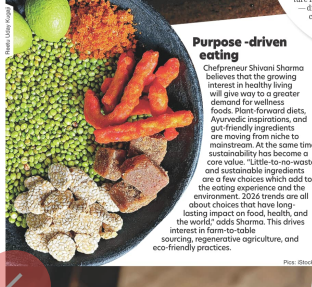 Reetu Uday Kugaji
Purpose -driven
eating
Chefpreneur Shivani Sharma
believes that the growing
interest in healthy living
will give way to a greater
demand for wellness
foods. Plant-forward diets,
Ayurvedic inspirations, and
gut-friendly ingredients
are moving from niche to
mainstream. At the same time
sustainability has become a
core value. “Little-to-no-waste
and sustainable ingredients
are a few choices which add to
the eating experience and the
environment. 2026 trends are all
about choices that have long-
lasting impact on food, health, and
the world,” adds Sharma. This drives
interest in farm-to-table
sourcing, regenerative agriculture, and
eco-friendly practices.
Pics: iStock